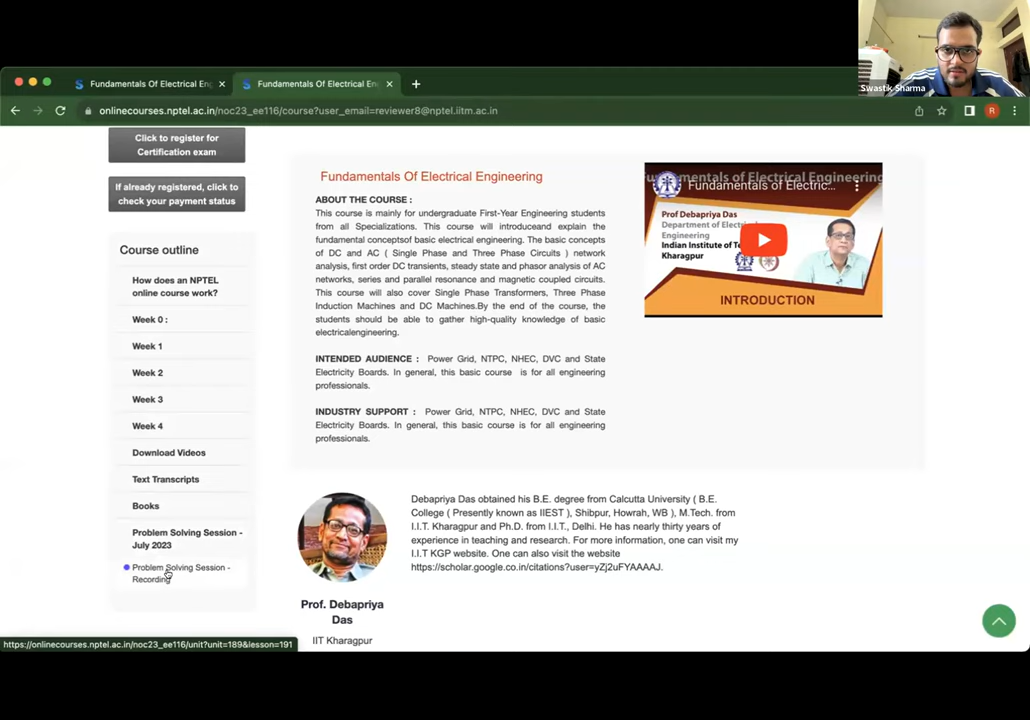 Swastik Sharma
Fundamentals Of Electrical En
Fundamentals Of Electrical En
onlinecourses.nptel.ac.in/noc23_ee116/course?user_email=reviewer8@nptel.iitm.ac.in
R
Click to register for
Certification exam
If already registered, click to
check your payment status
Course outline
How does an NPTEL
online course work?
Week 0 :
Week 1
Week 2
Week 3
Week 4
Download Videos
Text Transcripts
Books
Problem Solving Session -
July 2023
Problem Solving Session -
Recording
Fundamentals Of Electrical Engineering
ABOUT THE COURSE :
This course is mainly for undergraduate First-Year Engineering students
from all Specializations. This course will introduceand explain the
fundamental conceptsof basic electrical engineering. The basic concepts
of DC and AC ( Single Phase and Three Phase Circuits ) network
analysis, first order DC transients, steady state and phasor analysis of AC
networks, series and parallel resonance and magnetic coupled circuits.
This course will also cover Single Phase Transformers, Three Phase
Induction Machines and DC Machines.By the end of the course, the
students should be able to gather high-quality knowledge of basic
electricalengineering.
INTENDED AUDIENCE : Power Grid, NTPC, NHEC, DVC and State
Electricity Boards. In general, this basic course is for all engineering
professionals.
INDUSTRY SUPPORT : Power Grid, NTPC, NHEC, DVC and State
Electricity Boards. In general, this basic course is for all engineering
professionals.
Fundamentals of Electrical Engineering
Fundamentals of Electric...
Prof Debapriya Das
Department of Elect
Engineering
Indian Institute of Te
Kharagpur
INTRODUCTION
Debapriya Das obtained his B.E. degree from Calcutta University ( B.E.
College ( Presently known as IIEST ), Shibpur, Howrah, WB ), M.Tech. from
I.I.T. Kharagpur and Ph.D. from I.I.T., Delhi. He has nearly thirty years of
experience in teaching and research. For more information, one can visit my
I.I.T KGP website. One can also visit the website
https://scholar.google.co.in/citations?user=yZj2uFYAAAAJ.
Prof. Debapriya
Das
IIT Kharagpur
https://onlinecourses.nptel.ac.in/noc23_ee116/unit?unit=189&lesson=191